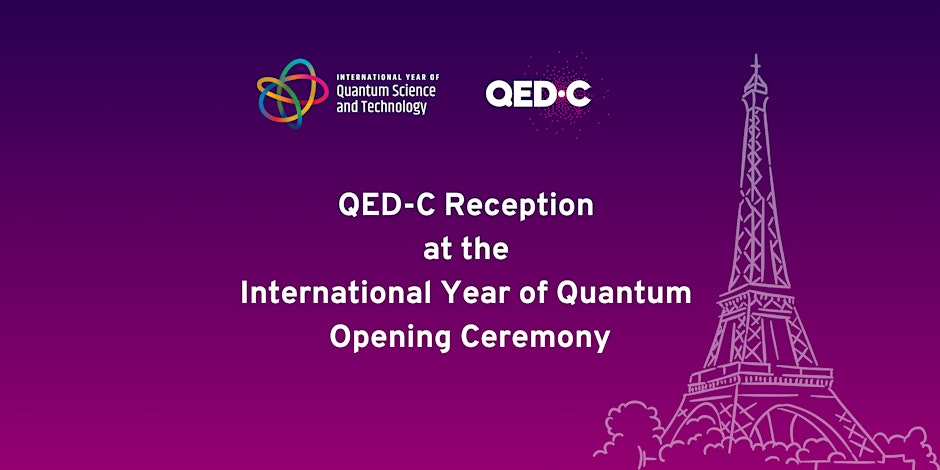 INTERNATIONAL YEAR OF
Quantum Science
and Technology
QED·C
QED-C Reception
at the
International Year of Quantum
Opening Ceremony